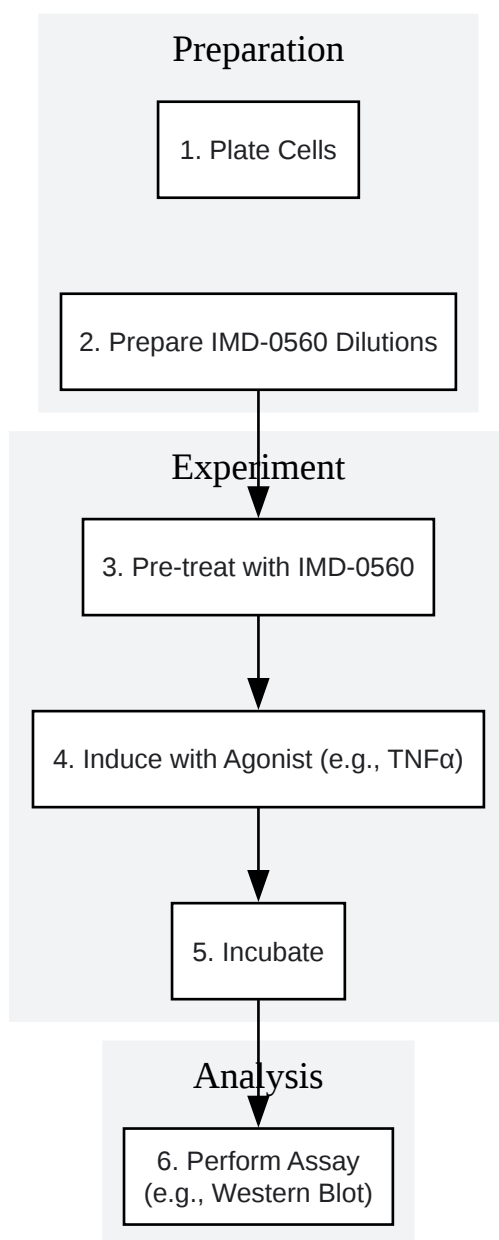 Preparation
1. Plate Cells
2. Prepare IMD-0560 Dilutions
Experiment
3. Pre-treat with IMD-0560
4. Induce with Agonist (e.g., TNFα)
5. Incubate
Analysis
6. Perform Assay
(e.g., Western Blot)